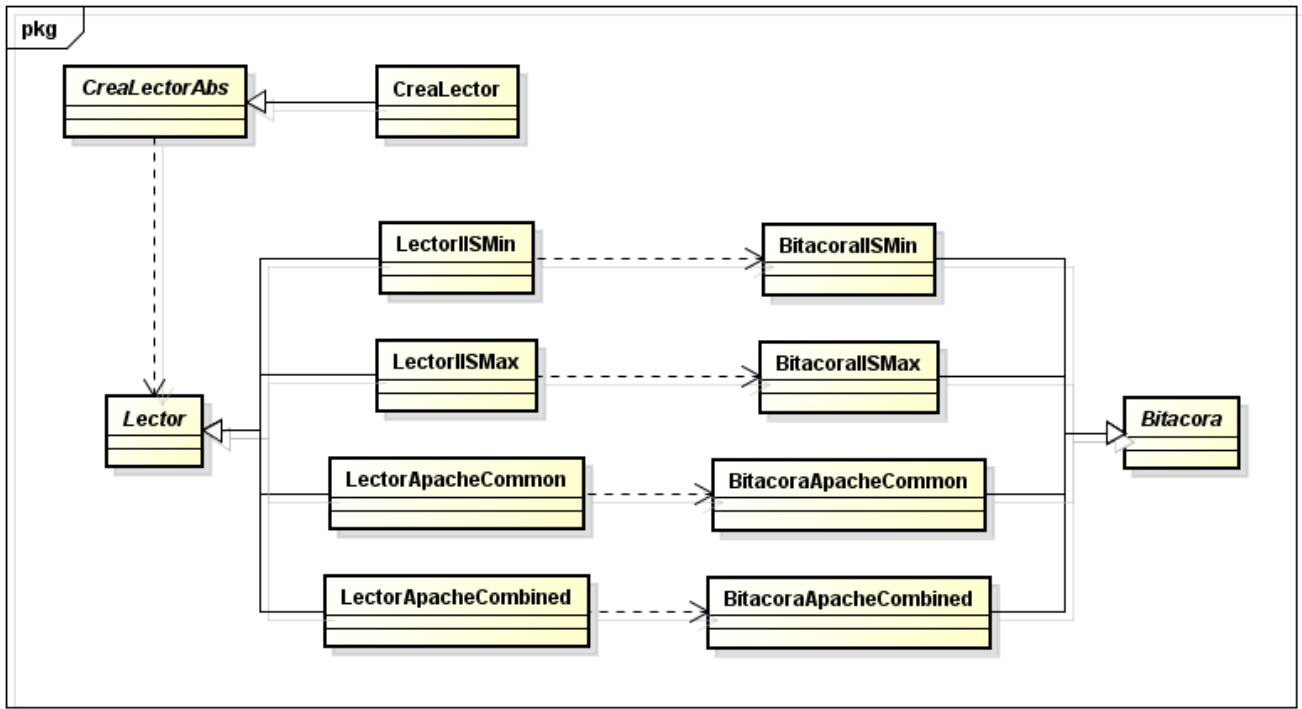 pkg
CreaLectorAbs
CreaLector
LectorIISMin
BitacoraIISMin
LectorIISMax
BitacoraIISMax
Lector
Bitacora
LectorApacheCommon
BitacoraApacheCommon
LectorApacheCombined
BitacoraApacheCombined